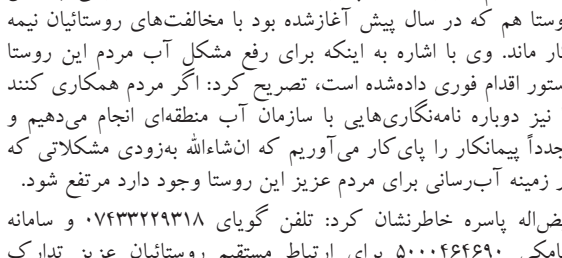 روستا هم که در سال پیش آغازشده بود با مخالفت‌های روستائیان نیمه
کار ماند. وی با اشاره به اینکه برای رفع مشکل آب مردم این روستا
دستور اقدام فوری داده‌شده است، تصریح کرد: اگر مردم همکاری کنند
نیز دوباره نامه‌نگاری‌هایی با سازمان آب منطقه‌ای انجام می‌دهیم و
مجدداً پیمانکار را پای‌کار می‌آوریم که ان‌شاءالله به‌زودی مشکلاتی که
در زمینه آب‌رسانی برای مردم عزیز این روستا وجود دارد مرتفع شود.
پاسره خاطرنشان کرد: تلفن گویای ۰۷۴۳۳۲۲۹۳۱۸ و سامانه
۵۰۰۰۴۶۴۶۹۰ برای ارتباط مستقیم روستائیان عزیز تدارک